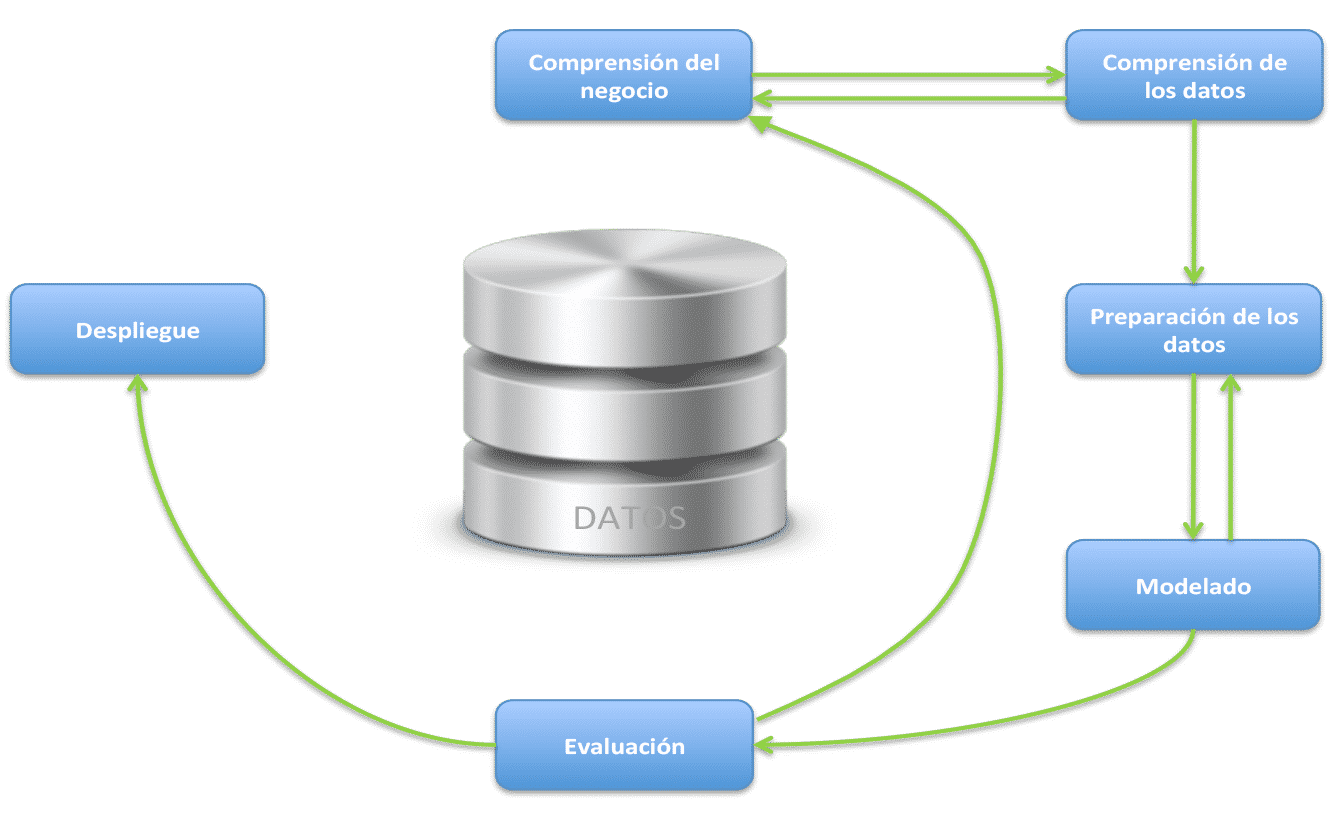 Comprensión del
negocio
Comprensión de
los datos
Despliegue
Preparación de los
datos
DATOS
Modelado
Evaluación